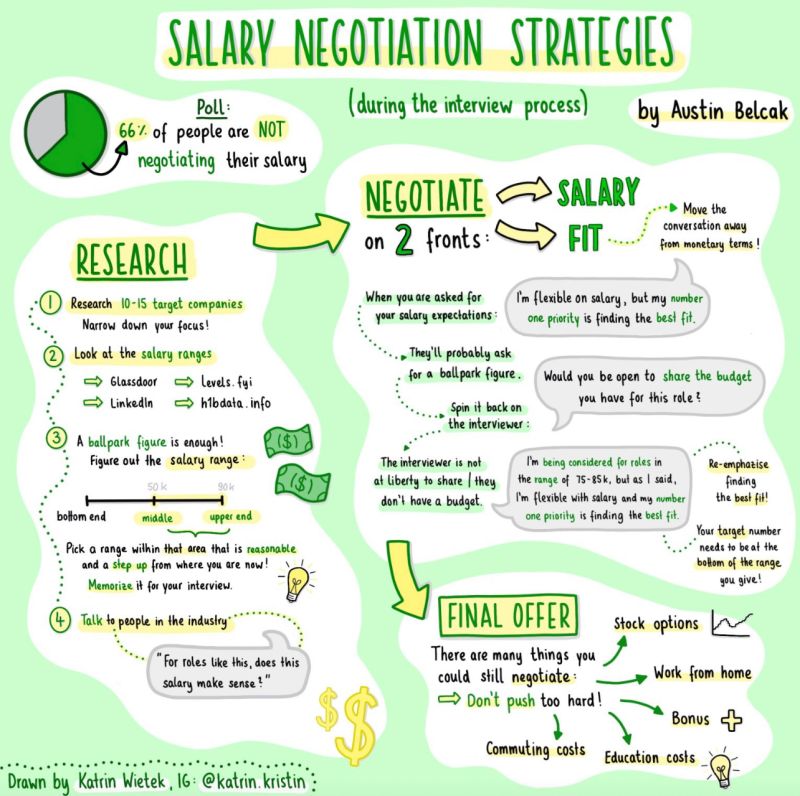 SALARY NEGOTIATION STRATEGIES
(during the interview process)
by Austin Belcak
Poll:
66% of people are NOT
negotiating their salary
RESEARCH
1 Research 10-15 target companies
Narrow down your focus!
2 Look at the salary ranges
⇨ Glassdoor ⇨ levels.fyi
⇨ LinkedIn ⇨ h1bdata.info
3 A ballpark figure is enough!
Figure out the salary range:
($)
($)
50k 90k
bottom end middle upper end
Pick a range within that area that is reasonable
and a step up from where you are now!
Memorize it for your interview.
4 Talk to people in the industry
"For roles like this, does this
salary make sense?"
$ $
NEGOTIATE
on 2 fronts:
SALARY
FIT
Move the
conversation away
from monetary terms!
When you are asked for
your salary expectations:
I'm flexible on salary, but my number
one priority is finding the best fit.
They'll probably ask
for a ballpark figure.
Would you be open to share the budget
you have for this role?
Spin it back on
the interviewer:
The interviewer is not
at liberty to share / they
don't have a budget.
I'm being considered for roles in
the range of 75-85k, but as I said,
I'm flexible with salary and my number
one priority is finding the best fit.
Re-emphasise
finding
the best fit!
Your target number
needs to be at the
bottom of the range
you give!
FINAL OFFER
There are many things you
could still negotiate:
⇨ Don't push too hard!
Stock options
Work from home
Bonus +
Education costs
Commuting costs
Drawn by Katrin Wietek, IG: @katrin.kristin